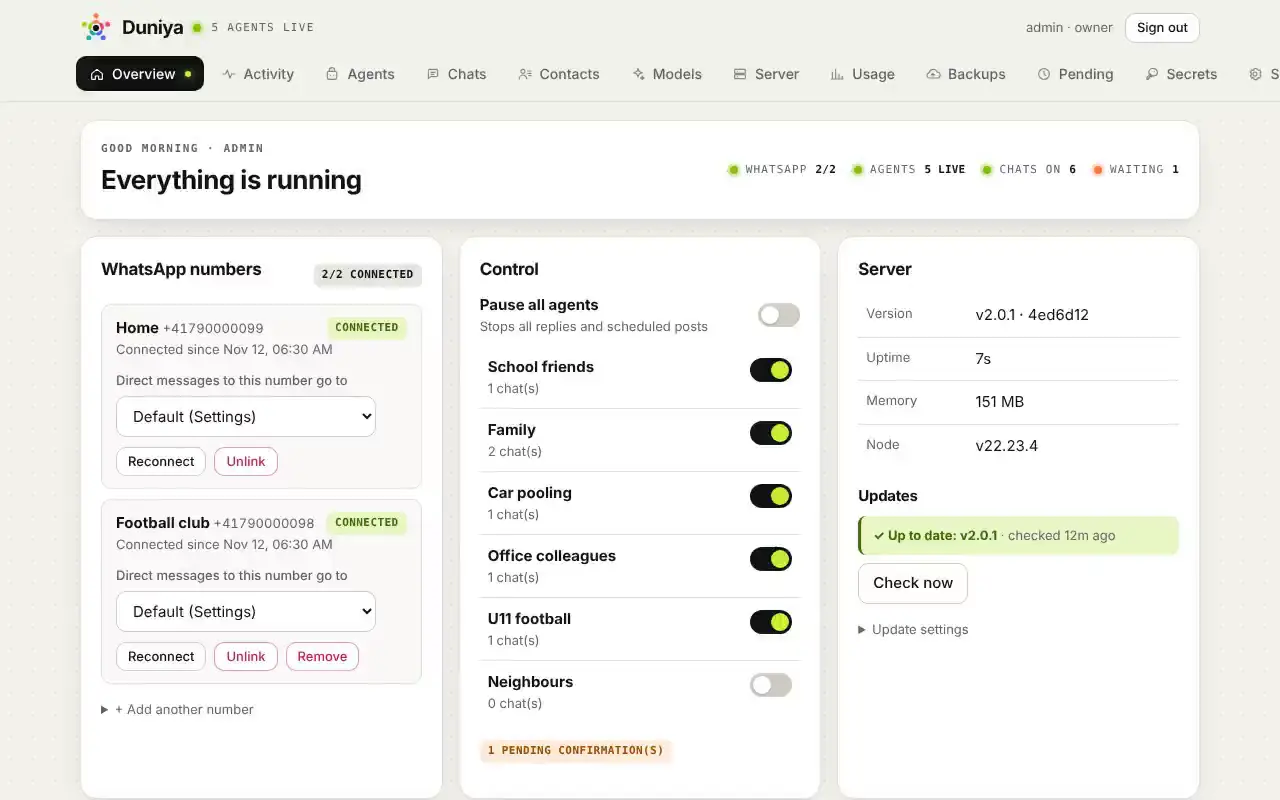 Duniya 5 AGENTS LIVE
admin · owner Sign out
Overview Activity Agents Chats Contacts Models Server Usage Backups Pending Secrets
GOOD MORNING · ADMIN
Everything is running
WHATSAPP 2/2 AGENTS 5 LIVE CHATS ON 6 WAITING 1
WhatsApp numbers
2/2 CONNECTED
Home +41790000099 CONNECTED
Connected since Nov 12, 06:30 AM
Direct messages to this number go to
Default (Settings)
Reconnect Unlink
Football club +41790000098 CONNECTED
Connected since Nov 12, 06:30 AM
Direct messages to this number go to
Default (Settings)
Reconnect Unlink Remove
+ Add another number
Control
Pause all agents
Stops all replies and scheduled posts
School friends
1 chat(s)
Family
2 chat(s)
Car pooling
1 chat(s)
Office colleagues
1 chat(s)
U11 football
1 chat(s)
Neighbours
0 chat(s)
1 PENDING CONFIRMATION(S)
Server
Version v2.0.1 · 4ed6d12
Uptime 7s
Memory 151 MB
Node v22.23.4
Updates
✓ Up to date: v2.0.1 · checked 12m ago
Check now
Update settings